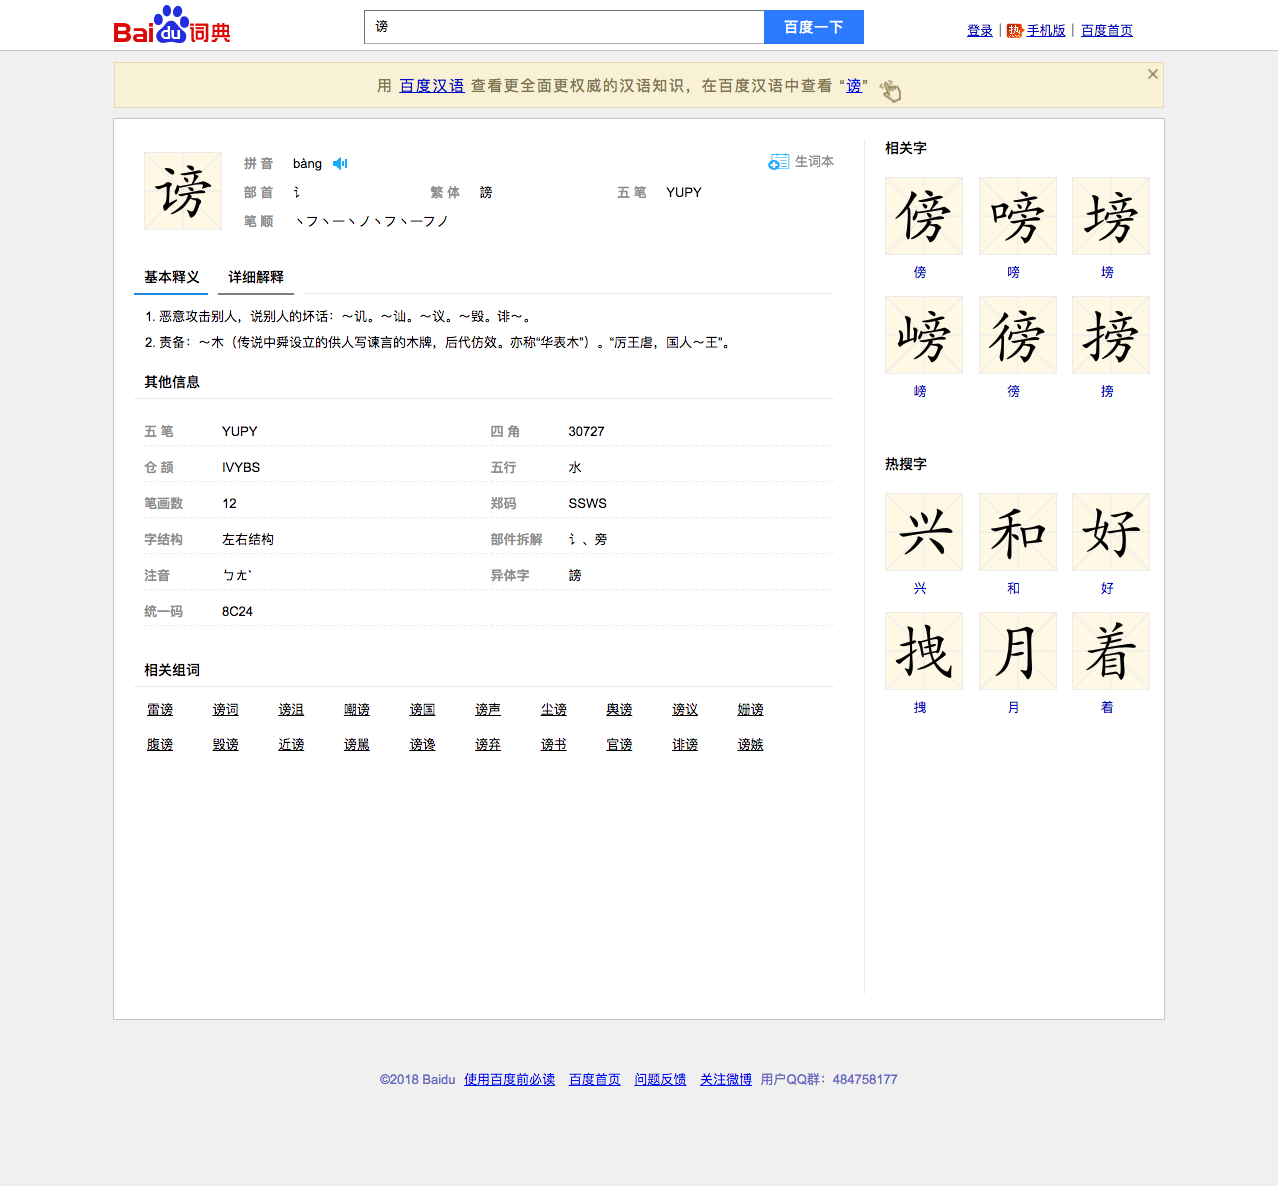 Bai du 词典 谤 百度一下 登录 | 热 手机版 | 百度首页
用 百度汉语 查看更全面更权威的汉语知识，在百度汉语中查看 “谤”
谤
拼 音 bàng 生词本
部 首 讠 繁 体 謗 五 笔 YUPY
笔 顺 丶フ丶一丶ノ丶フ丶一フノ
基本释义 详细解释
1. 恶意攻击别人，说别人的坏话：～讥。～讪。～议。～毁。诽～。
2. 责备：～木（传说中舜设立的供人写谏言的木牌，后代仿效。亦称“华表木”）。“厉王虐，国人～王”。
其他信息
五 笔 YUPY 四 角 30727
仓 颉 IVYBS 五行 水
笔画数 12 郑码 SSWS
字结构 左右结构 部件拆解 讠、旁
注音 ㄅㄤˋ 异体字 謗
统一码 8C24
相关组词
雷谤 谤词 谤沮 嘲谤 谤国 谤声 尘谤 舆谤 谤议 姗谤
腹谤 毁谤 近谤 谤詈 谤谗 谤弃 谤书 官谤 诽谤 谤嫉
相关字
傍 嗙 塝
傍 嗙 塝
嵭 徬 搒
嵭 徬 搒
热搜字
兴 和 好
兴 和 好
拽 月 着
拽 月 着
©2018 Baidu 使用百度前必读 百度首页 问题反馈 关注微博 用户QQ群：484758177